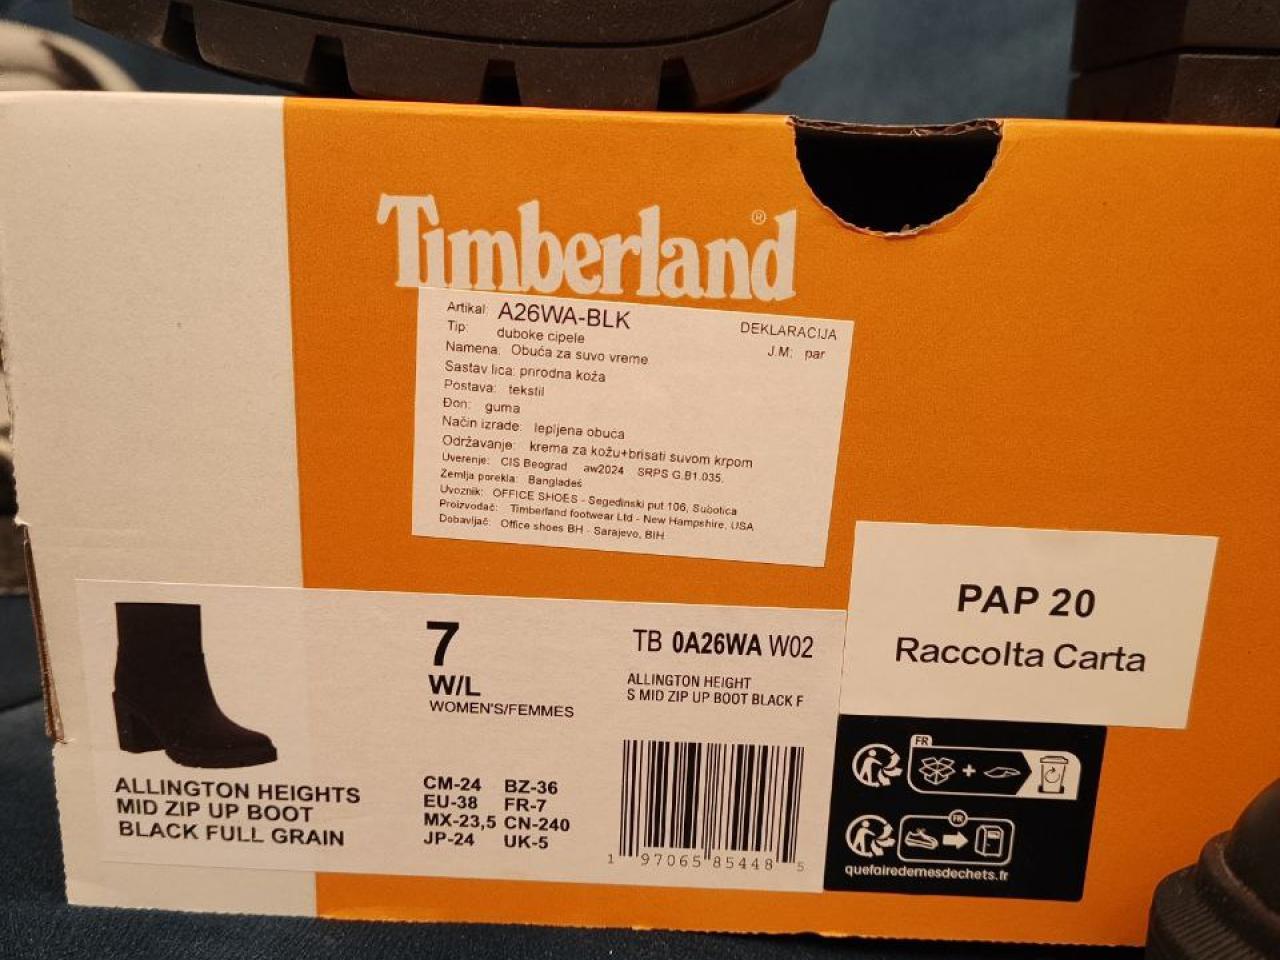 Timberland®
Artikal: A26WA-BLK
DEKLARACIJA
Tip: duboke cipele
J.M: par
Namena: Obuća za suvo vreme
Sastav lica: prirodna koža
Postava: tekstil
Đon: guma
Način izrade: lepljena obuća
Održavanje: krema za kožu+brisati suvom krpom
Uverenje: CIS Beograd aw2024 SRPS G.B1.035.
Zemlja porekla: Bangladeš
Uvoznik: OFFICE SHOES - Segedinski put 106, Subotica
Proizvođač: Timberland footwear Ltd - New Hampshire, USA
Dobavljač: Office shoes BH - Sarajevo, BIH
PAP 20
Raccolta Carta
7
W/L
WOMEN'S/FEMMES
TB 0A26WA W02
ALLINGTON HEIGHT
S MID ZIP UP BOOT BLACK F
ALLINGTON HEIGHTS
MID ZIP UP BOOT
BLACK FULL GRAIN
CM-24 BZ-36
EU-38 FR-7
MX-23,5 CN-240
JP-24 UK-5
1 97065 85448 5
FR
FR
quefairedemesdechets.fr